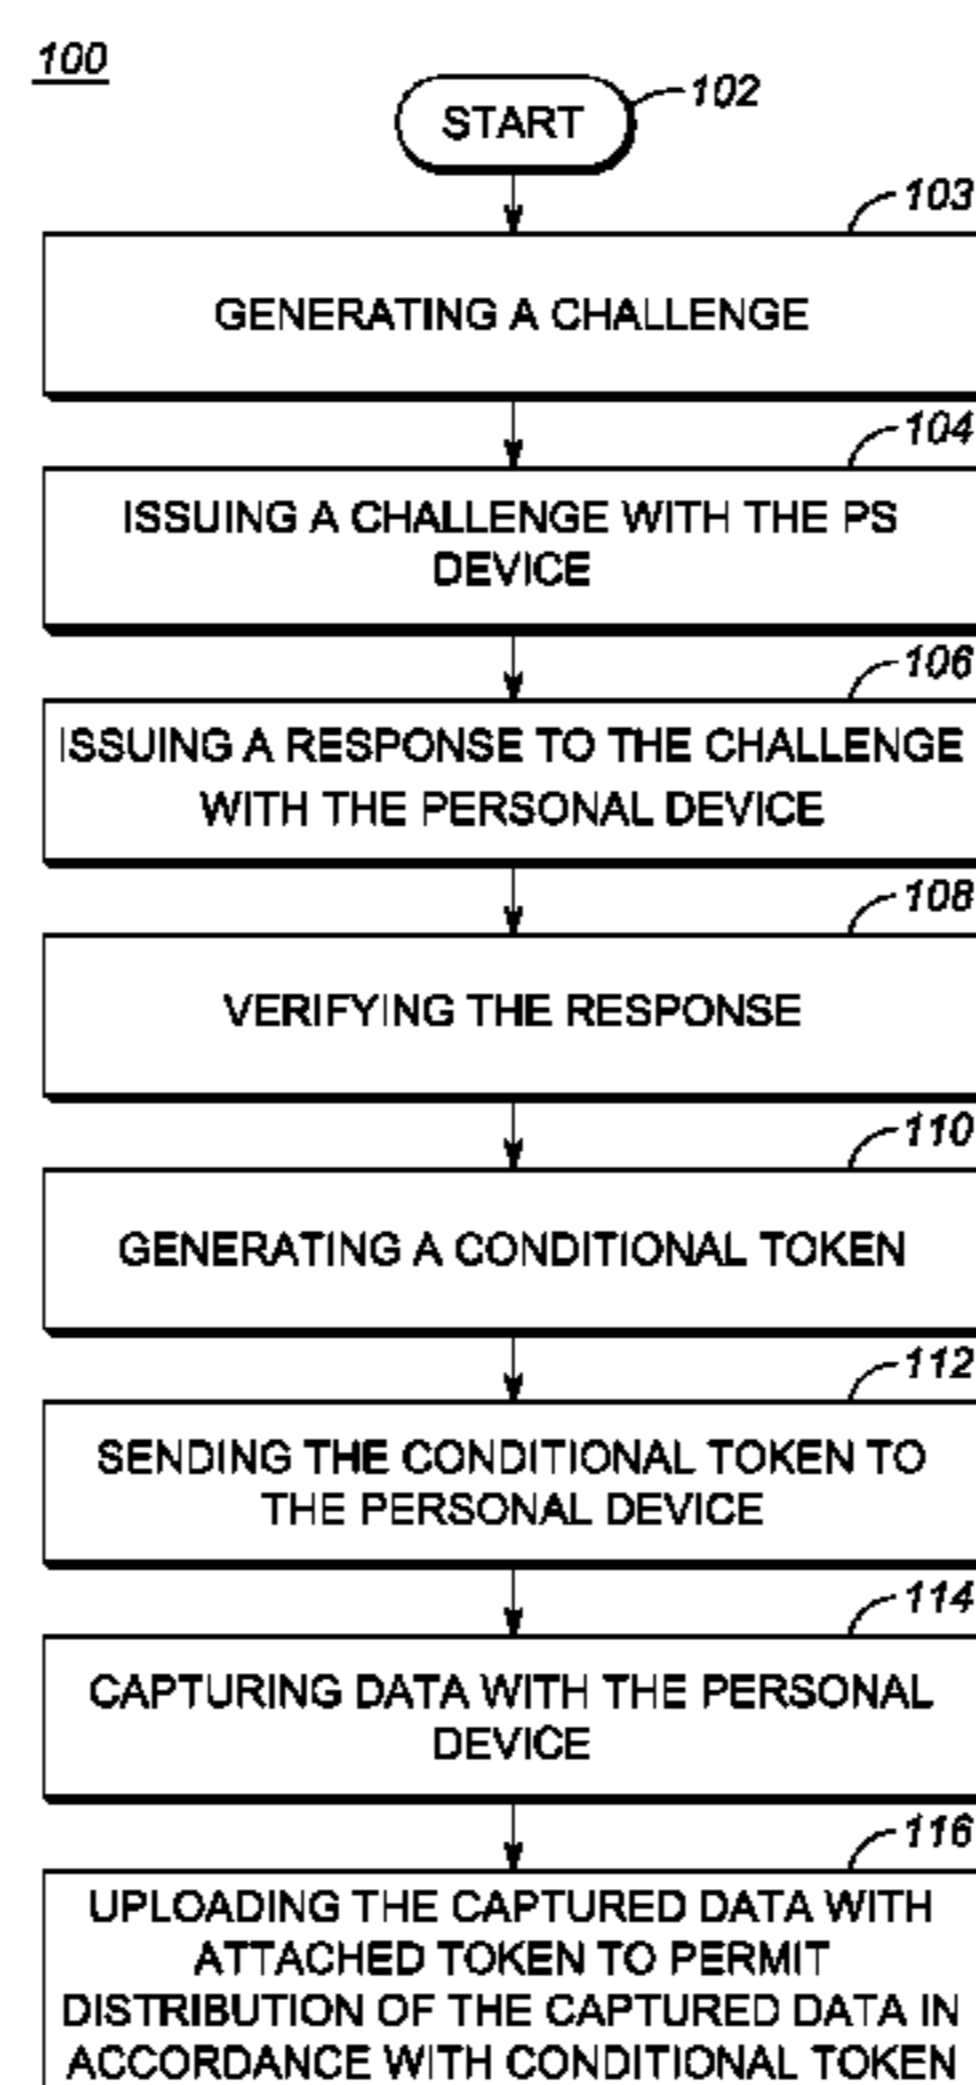 100
START
102
103
GENERATING A CHALLENGE
104
ISSUING A CHALLENGE WITH THE PS
DEVICE
106
ISSUING A RESPONSE TO THE CHALLENGE
WITH THE PERSONAL DEVICE
108
VERIFYING THE RESPONSE
110
GENERATING A CONDITIONAL TOKEN
112
SENDING THE CONDITIONAL TOKEN TO
THE PERSONAL DEVICE
114
CAPTURING DATA WITH THE PERSONAL
DEVICE
116
UPLOADING THE CAPTURED DATA WITH
ATTACHED TOKEN TO PERMIT
DISTRIBUTION OF THE CAPTURED DATA IN
ACCORDANCE WITH CONDITIONAL TOKEN